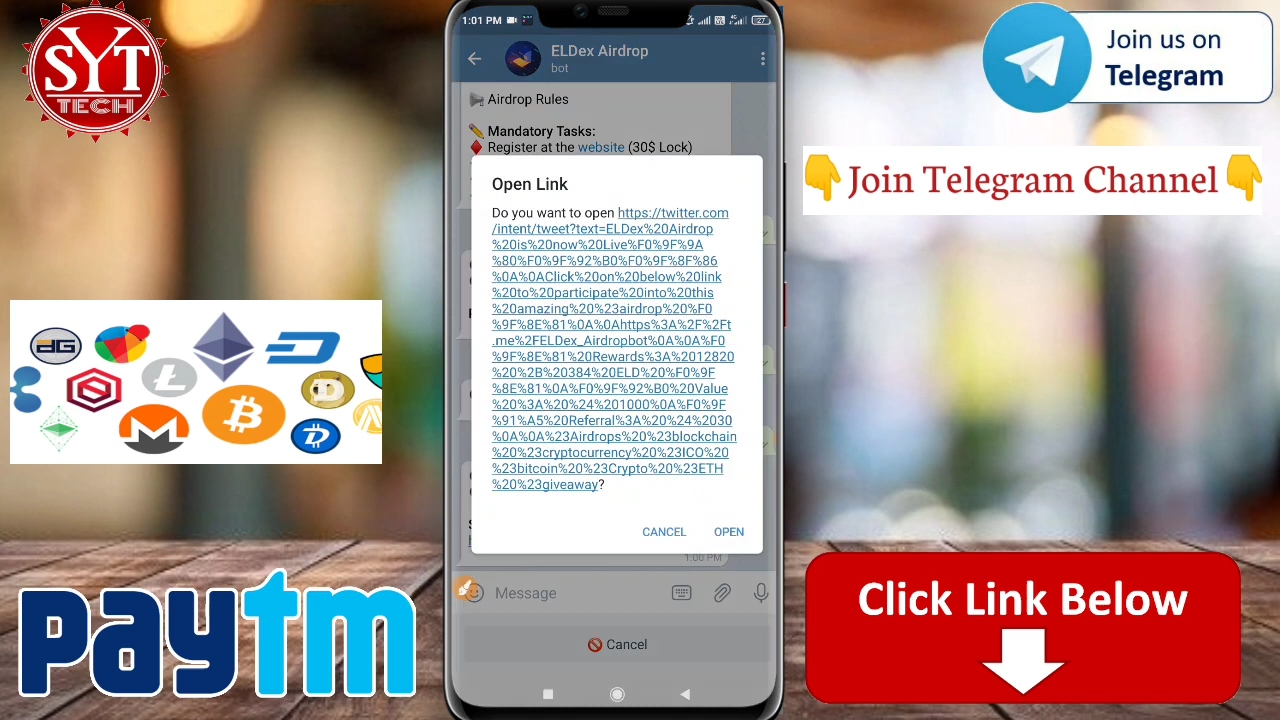 SYT
TECH
1:01 PM
27
ELDex Airdrop
bot
Airdrop Rules
Mandatory Tasks:
Register at the website (30$ Lock)
Open Link
Do you want to open https://twitter.com
/intent/tweet?text=ELDex%20Airdrop
%20is%20now%20Live%F0%9F%9A
%80%F0%9F%92%B0%F0%9F%8F%86
%0A%0AClick%20on%20below%20link
%20to%20participate%20into%20this
%20amazing%20%23airdrop%20%F0
%9F%8E%81%0A%0Ahttps%3A%2F%2Ft
.me%2FELDex_Airdropbot%0A%0A%F0
%9F%8E%81%20Rewards%3A%2012820
%20%2B%20384%20ELD%20%F0%9F
%8E%81%0A%F0%9F%92%B0%20Value
%20%3A%20%24%201000%0A%F0%9F
%91%A5%20Referral%3A%20%24%2030
%0A%0A%23Airdrops%20%23blockchain
%20%23cryptocurrency%20%23ICO%20
%23bitcoin%20%23Crypto%20%23ETH
%20%23giveaway?
CANCEL OPEN
1:00 PM
Message
Cancel
Join us on
Telegram
Join Telegram Channel
dG
paytm
Click Link Below